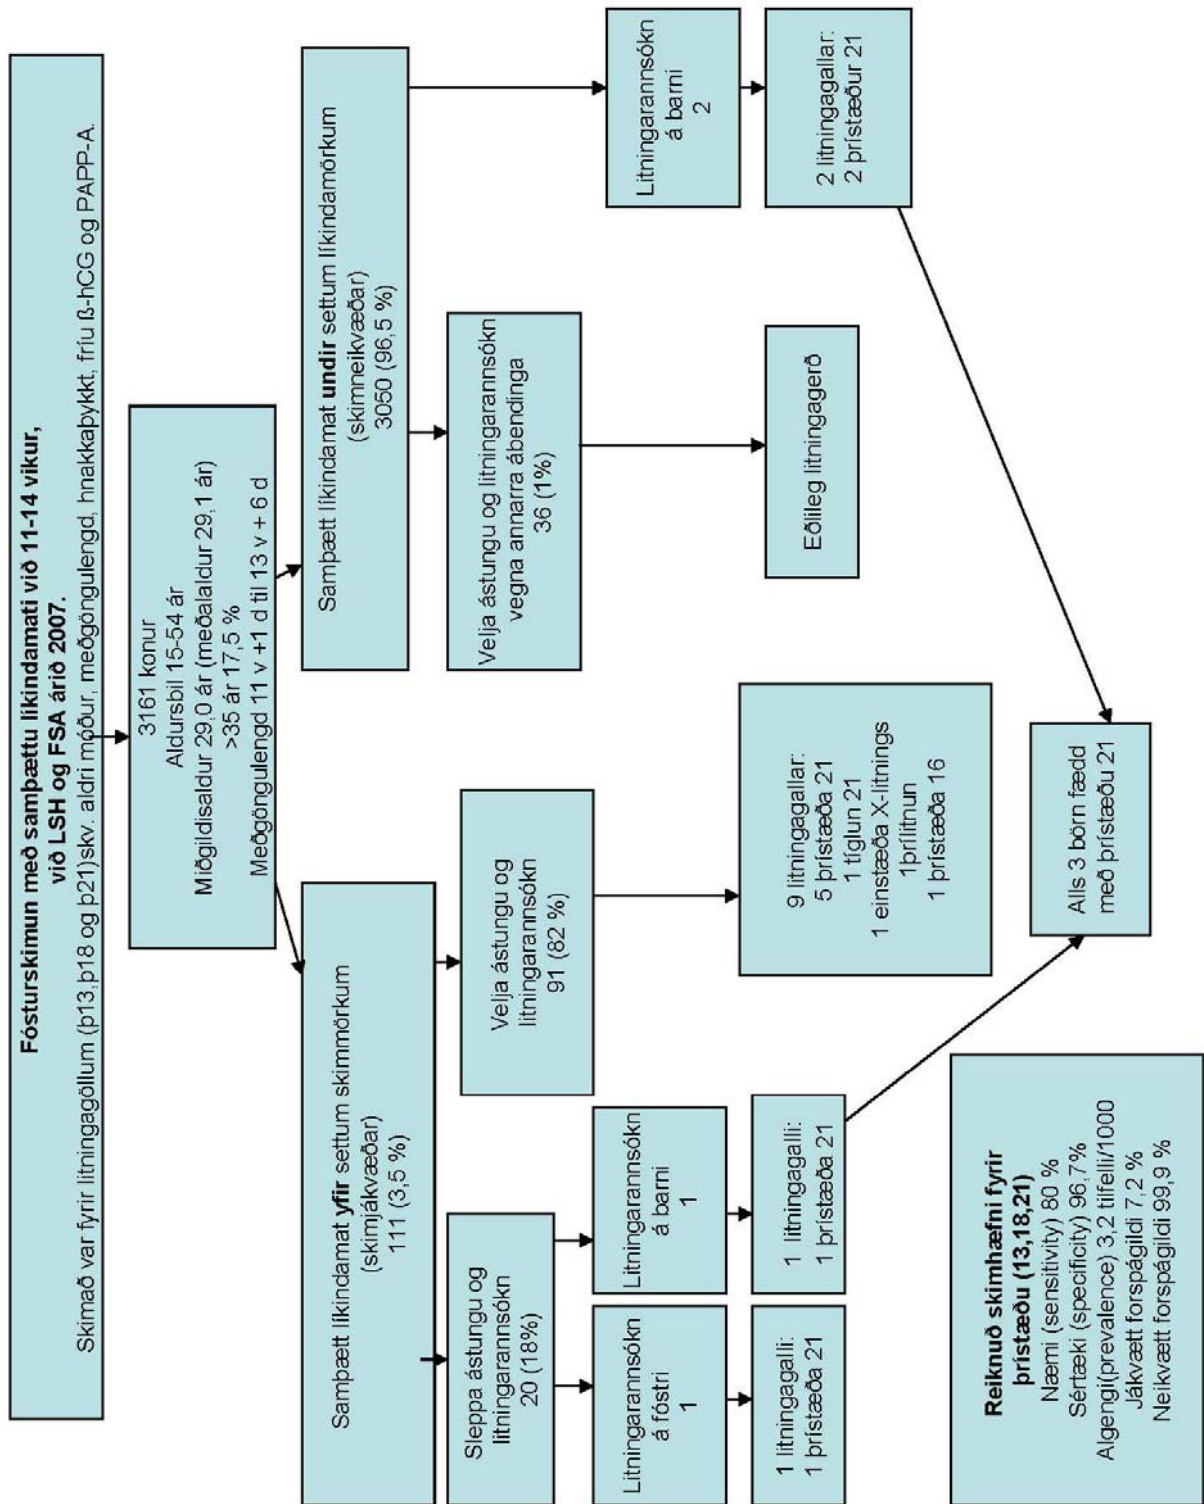 Fósturskimun með samþættu líkindamati við 11-14 vikur,
við LSH og FSA árið 2007.
Skimað var fyrir litningagöllum (þ13,þ18 og þ21)skv. aldri móður, meðgöngulengd, hnakkaþykkt, fríu ß-hCG og PAPP-A.
3161 konur
Aldursbil 15-54 ár
Miðgildisaldur 29,0 ár (meðalaldur 29,1 ár)
>35 ár 17,5 %
Meðgöngulengd 11 v +1 d til 13 v + 6 d
Samþætt líkindamat yfir settum skimmörkum
(skimjákvæðar)
111 (3,5 %)
Samþætt líkindamat undir settum líkindamörkum
(skimneikvæðar)
3050 (96,5 %)
Sleppa ástungu og
litningarannsókn
20 (18%)
Velja ástungu og
litningarannsókn
91 (82 %)
Velja ástungu og litningarannsókn
vegna annarra ábendinga
36 (1%)
Litningarannsókn
á fóstri
1
Litningarannsókn
á barni
1
Litningarannsókn
á barni
2
1 litningagalli:
1 þrístæða 21
1 litningagalli:
1 þrístæða 21
9 litningagallar:
5 þrístæða 21
1 tíglun 21
1 einstæða X-litnings
1þrílitnun
1 þrístæða 16
Eðlileg litningagerð
2 litningagallar:
2 þrístæður 21
Reiknuð skimhæfni fyrir
þrístæðu (13,18,21)
Næmi (sensitivity) 80 %
Sértæki (specificity) 96,7%
Algengi(prevalence) 3,2 tilfelli/1000
Jákvætt forspágildi 7,2 %
Neikvætt forspágildi 99,9 %
Alls 3 börn fædd
með þrístæðu 21